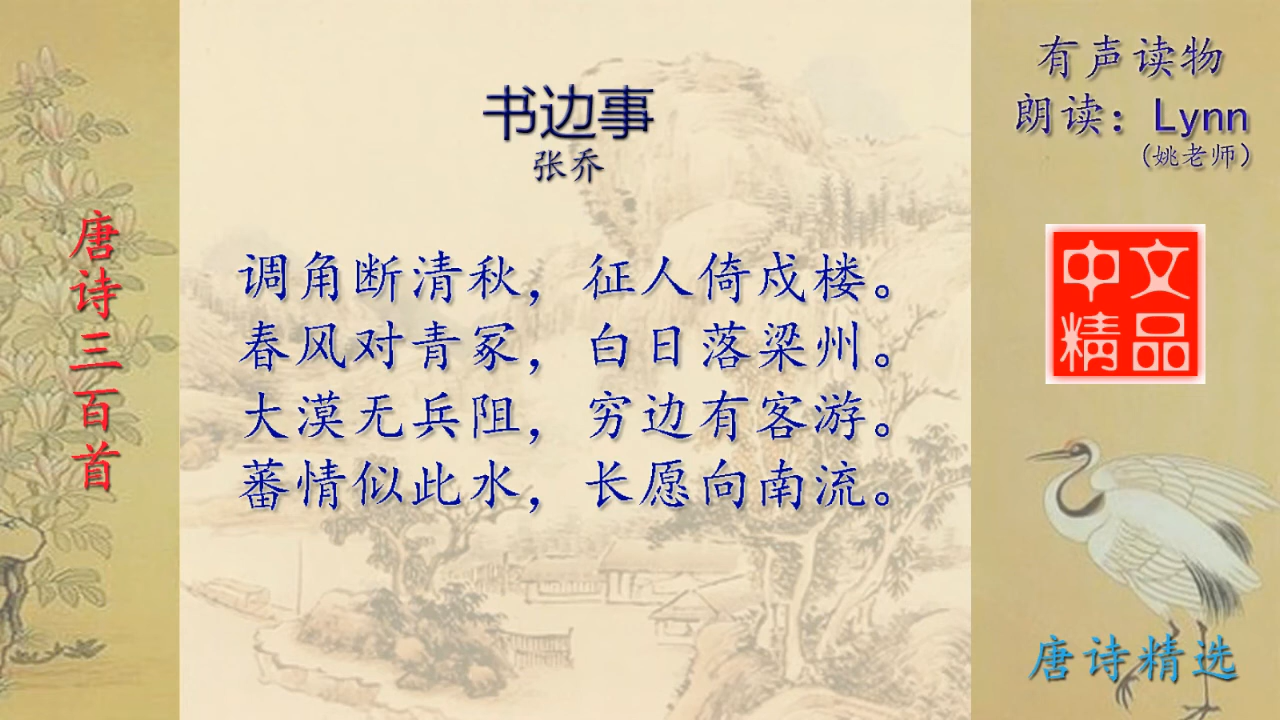 书边事
张乔
调角断清秋，征人倚戍楼。
春风对青冢，白日落梁州。
大漠无兵阻，穷边有客游。
蕃情似此水，长愿向南流。
唐诗三百首
有声读物
朗读：Lynn
（姚老师）
中文
精品
唐诗精选